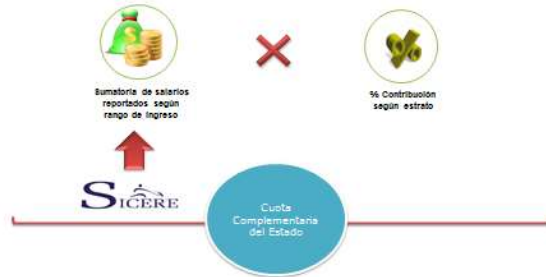 Sumatoria de salarios
reportados según
rango de ingreso
% Contribución
según estrato
SICERE
Cuota
Complementaria
del Estado